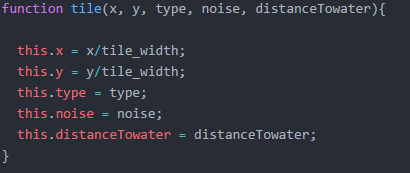 function tile(x, y, type, noise, distanceTowater){
this.x = x/tile_width;
this.y = y/tile_width;
this.type = type;
this.noise = noise;
this.distanceTowater = distanceTowater;
}